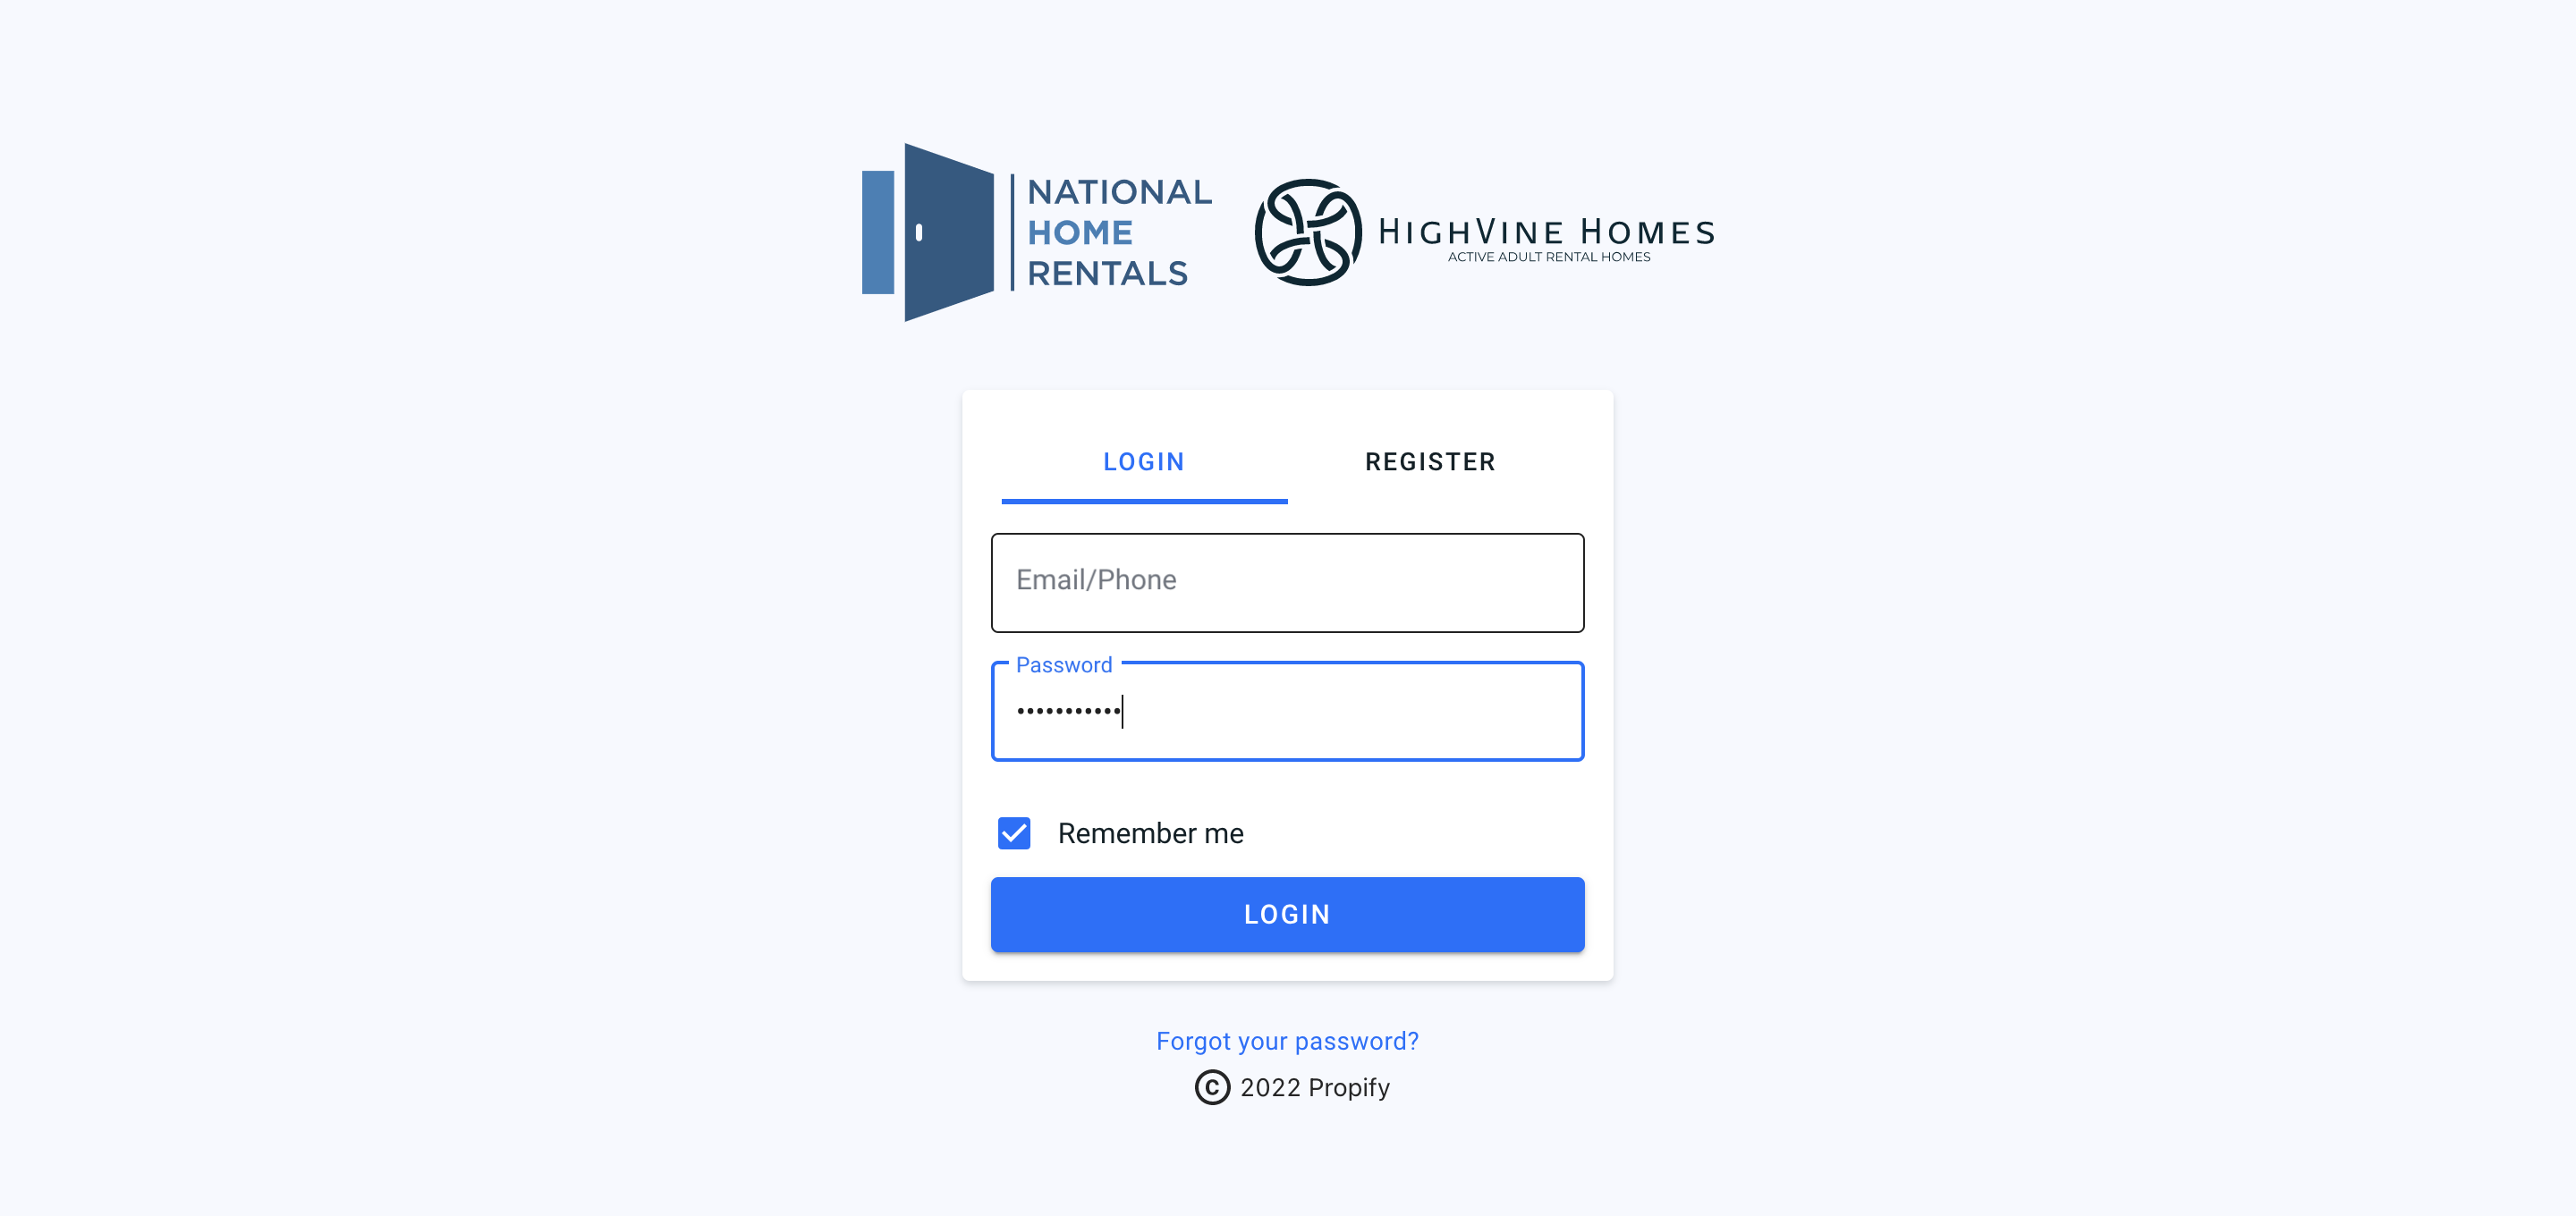 NATIONAL
HOME
RENTALS
HIGHVINE HOMES
ACTIVE ADULT RENTAL HOMES
LOGIN REGISTER
Email/Phone
Password
•••••••••••
Remember me
LOGIN
Forgot your password?
© 2022 Propify